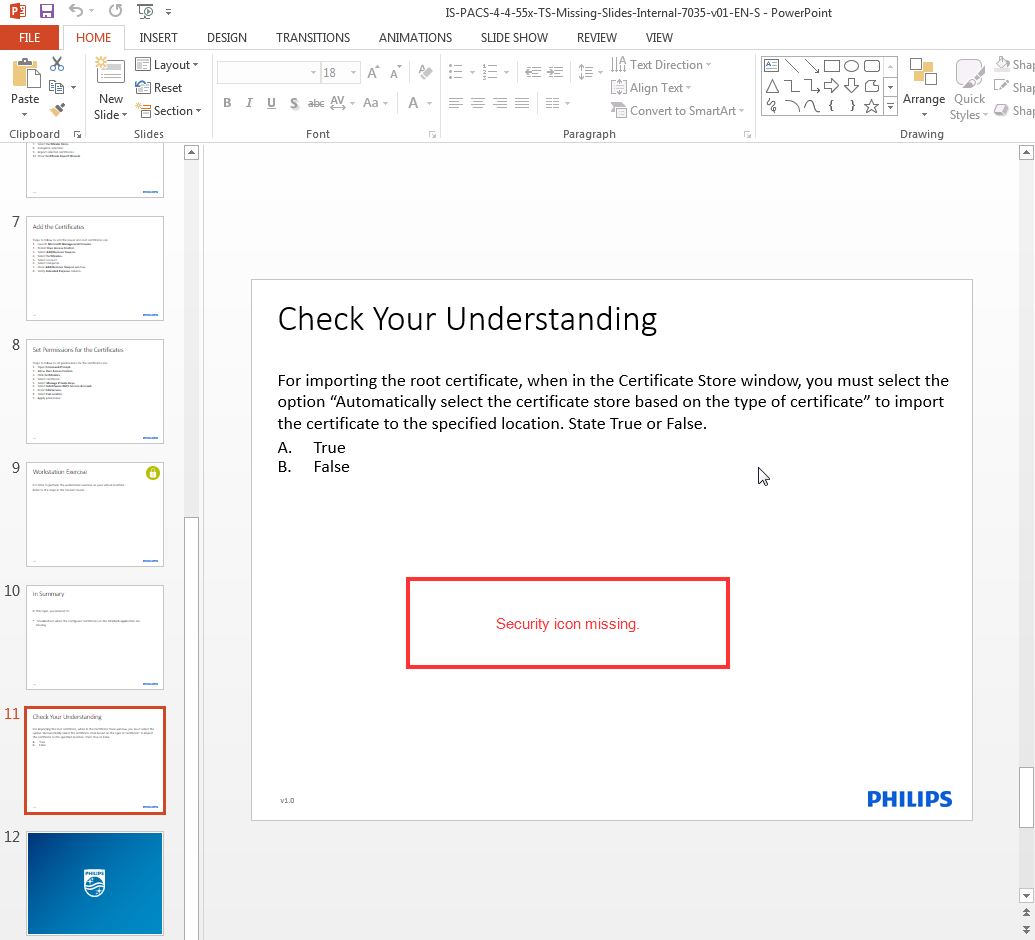 IS-PACS-4-4-55x-TS-Missing-Slides-Internal-7035-v01-EN-S - PowerPoint
FILE HOME INSERT DESIGN TRANSITIONS ANIMATIONS SLIDE SHOW REVIEW VIEW
Paste
New Slide
Layout
Reset
Section
18
B I U S abc AV Aa A
Text Direction
Align Text
Convert to SmartArt
Arrange
Quick Styles
Shap
Shap
Shap
Clipboard Slides Font Paragraph Drawing
PHILIPS
7
Add the Certificates
PHILIPS
8
Set Permissions for the Certificates
PHILIPS
9
Workstation Exercise
PHILIPS
10
In Summary
PHILIPS
11
Check Your Understanding
PHILIPS
12
PHILIPS
Check Your Understanding
For importing the root certificate, when in the Certificate Store window, you must select the
option “Automatically select the certificate store based on the type of certificate” to import
the certificate to the specified location. State True or False.
A. True
B. False
Security icon missing.
v1.0
PHILIPS